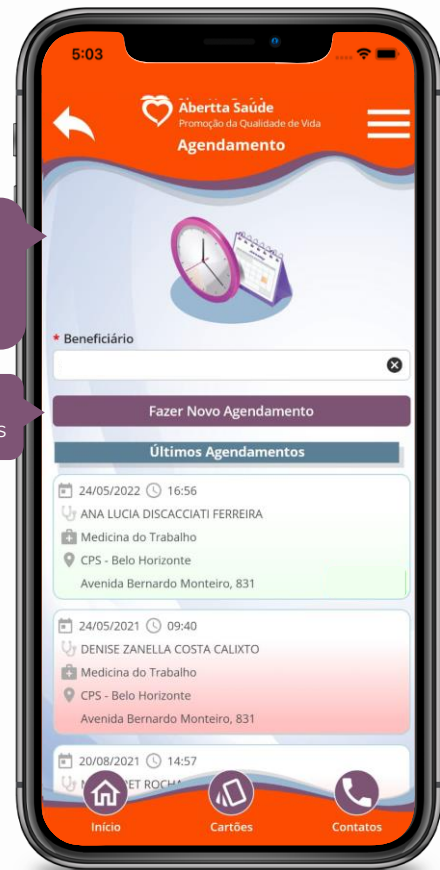 5:03
Abertta Saúde
Promoção da Qualidade de Vida
Agendamento
* Beneficiário
Fazer Novo Agendamento
s
Últimos Agendamentos
24/05/2022 16:56
ANA LUCIA DISCACCIATI FERREIRA
Medicina do Trabalho
CPS - Belo Horizonte
Avenida Bernardo Monteiro, 831
24/05/2021 09:40
DENISE ZANELLA COSTA CALIXTO
Medicina do Trabalho
CPS - Belo Horizonte
Avenida Bernardo Monteiro, 831
20/08/2021 14:57
Início Cartões Contatos